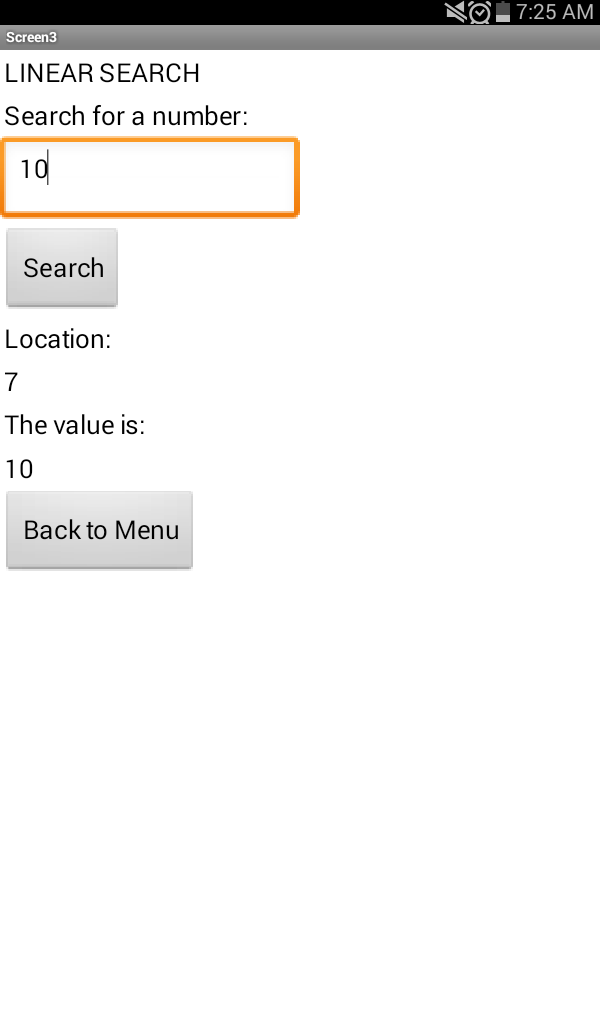 7:25 AM
Screen3
LINEAR SEARCH
Search for a number:
10
Search
Location:
7
The value is:
10
Back to Menu